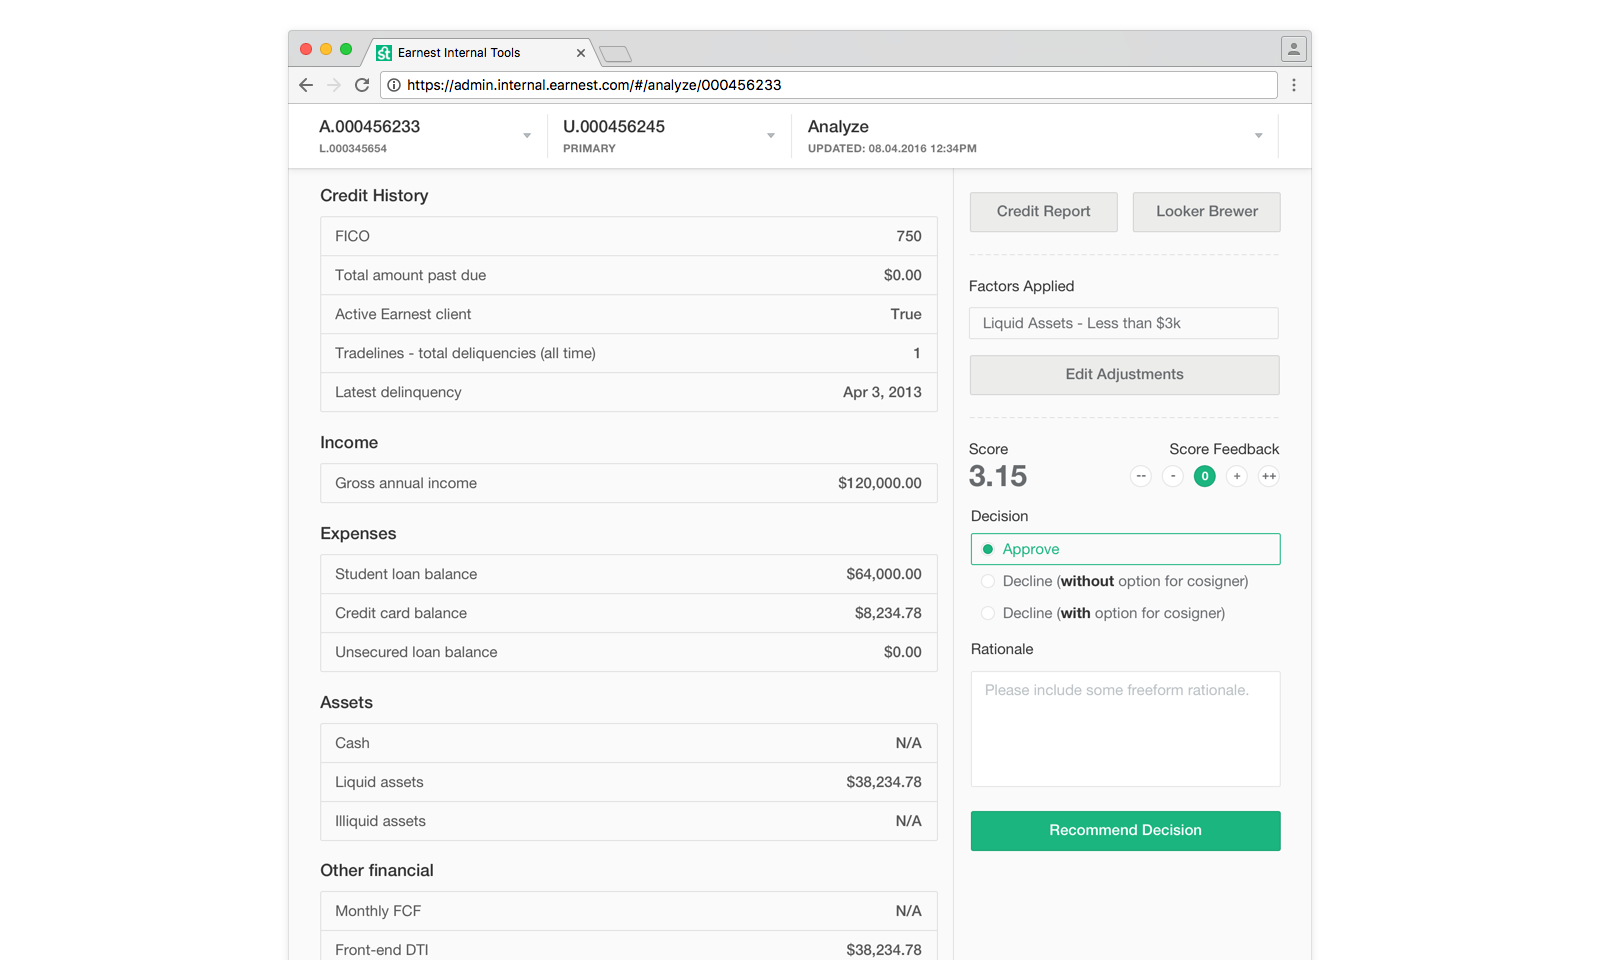 Earnest Internal Tools
https://admin.internal.earnest.com/#/analyze/000456233
A.000456233
L.000345654
U.000456245
PRIMARY
Analyze
UPDATED: 08.04.2016 12:34PM
Credit History
FICO 750
Total amount past due $0.00
Active Earnest client True
Tradelines - total deliquencies (all time) 1
Latest delinquency Apr 3, 2013
Income
Gross annual income $120,000.00
Expenses
Student loan balance $64,000.00
Credit card balance $8,234.78
Unsecured loan balance $0.00
Assets
Cash N/A
Liquid assets $38,234.78
Illiquid assets N/A
Other financial
Monthly FCF N/A
Front-end DTI $38,234.78
Credit Report
Looker Brewer
Factors Applied
Liquid Assets - Less than $3k
Edit Adjustments
Score
3.15
Score Feedback
-- - 0 + ++
Decision
Approve
Decline (without option for cosigner)
Decline (with option for cosigner)
Rationale
Please include some freeform rationale.
Recommend Decision